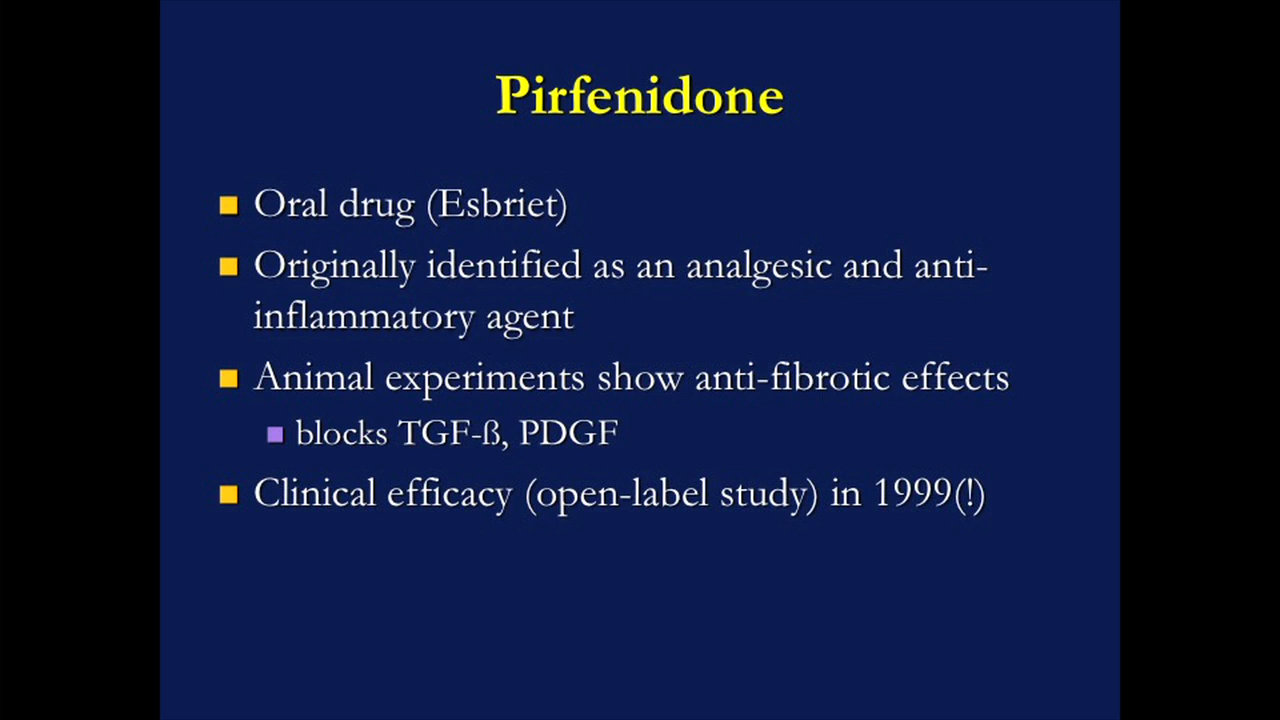 Pirfenidone
Oral drug (Esbriet)
Originally identified as an analgesic and anti-
inflammatory agent
Animal experiments show anti-fibrotic effects
blocks TGF-ß, PDGF
Clinical efficacy (open-label study) in 1999(!)